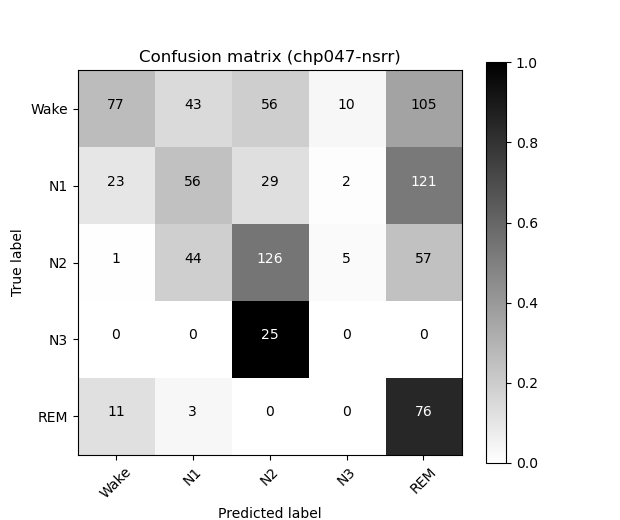 Confusion matrix (chp047-nsrr)
Wake 77 43 56 10 105
N1 23 56 29 2 121
N2 1 44 126 5 57
N3 0 0 25 0 0
REM 11 3 0 0 76
Wake N1 N2 N3 REM
Predicted label
True label
1.0
0.8
0.6
0.4
0.2
0.0